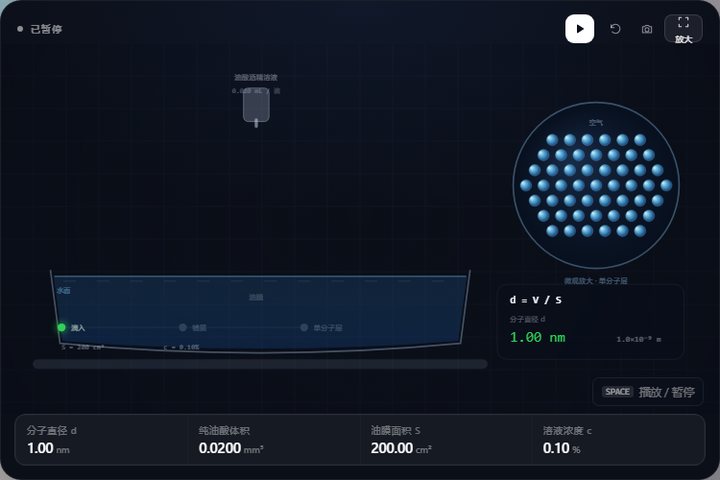 已暂停
放大
油酸酒精溶液
0.020 mL / 滴
空气
水面
油膜
滴入
铺展
单分子层
S = 200 cm²
c = 0.10%
微观放大 · 单分子层
d = V / S
分子直径 d
1.00 nm
1.0×10⁻⁹ m
SPACE 播放 / 暂停
分子直径 d
1.00 nm
纯油酸体积
0.0200 mm³
油膜面积 S
200.00 cm²
溶液浓度 c
0.10 %